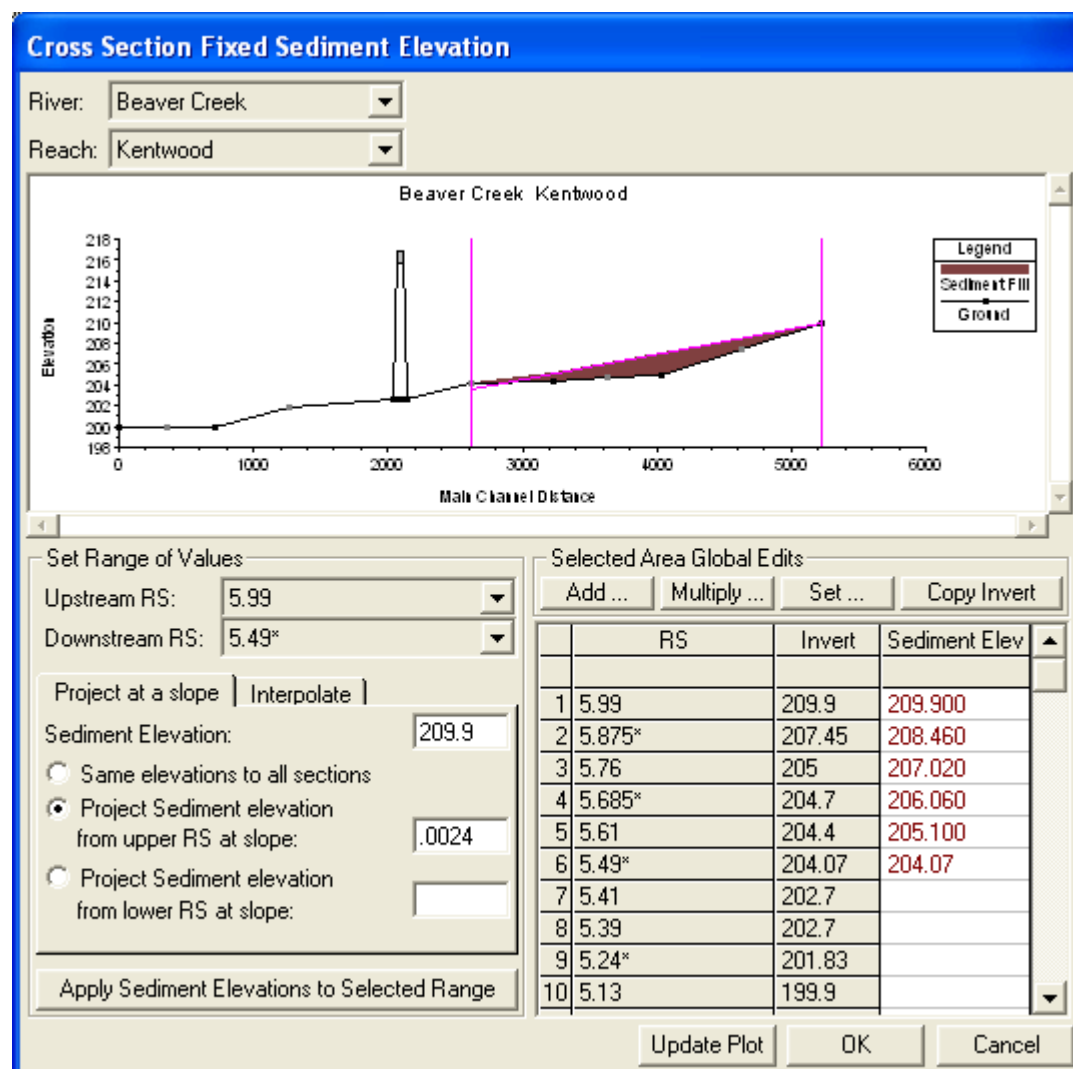 Cross Section Fixed Sediment Elevation
River: Beaver Creek
Reach: Kentwood
Beaver Creek Kentwood
218
216
214
212
210
208
206
204
202
200
198
Elevation
0 1000 2000 3000 4000 5000 6000
Main Channel Distance
Legend
Sediment Fill
Ground
Set Range of Values
Upstream RS: 5.99
Downstream RS: 5.49*
Project at a slope Interpolate
Sediment Elevation: 209.9
Same elevations to all sections
Project Sediment elevation
from upper RS at slope: .0024
Project Sediment elevation
from lower RS at slope:
Apply Sediment Elevations to Selected Range
Selected Area Global Edits
Add ... Multiply ... Set ... Copy Invert
RS Invert Sediment Elev
1 5.99 209.9 209.900
2 5.875* 207.45 208.460
3 5.76 205 207.020
4 5.685* 204.7 206.060
5 5.61 204.4 205.100
6 5.49* 204.07 204.07
7 5.41 202.7
8 5.39 202.7
9 5.24* 201.83
10 5.13 199.9
Update Plot OK Cancel